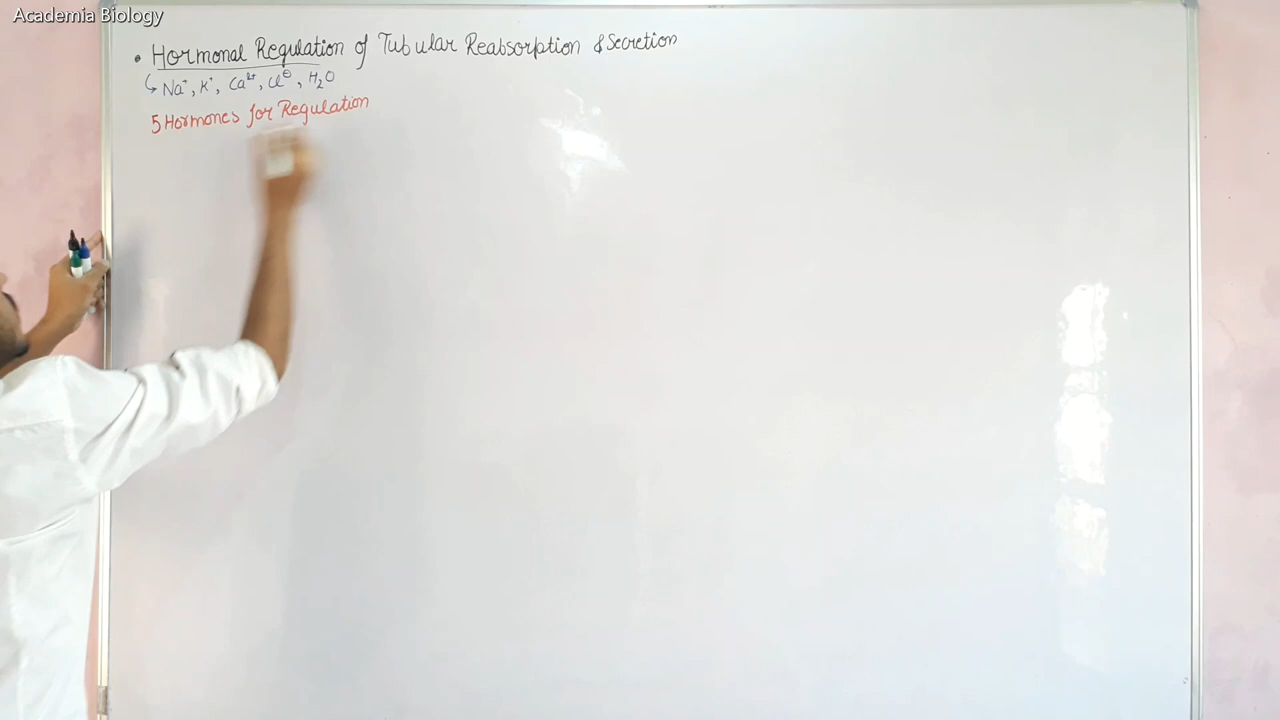 Academia Biology
• Hormonal Regulation of Tubular Reabsorption & Secretion
↳ Na⁺, K⁺, Ca²⁺, Cl⊖, H₂O
5 Hormones for Regulation